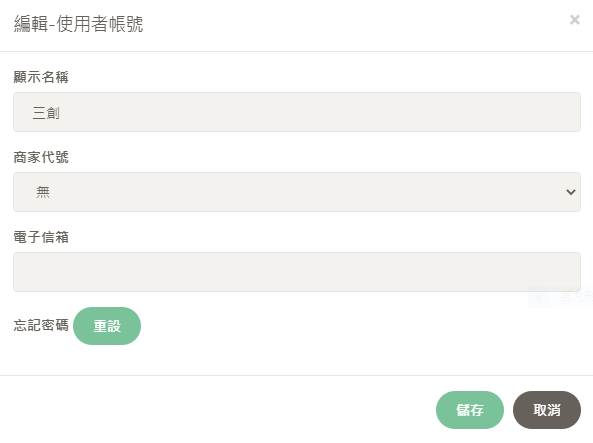 編輯-使用者帳號
×
顯示名稱
三創
商家代號
無
電子信箱
忘記密碼 重設
儲存 取消